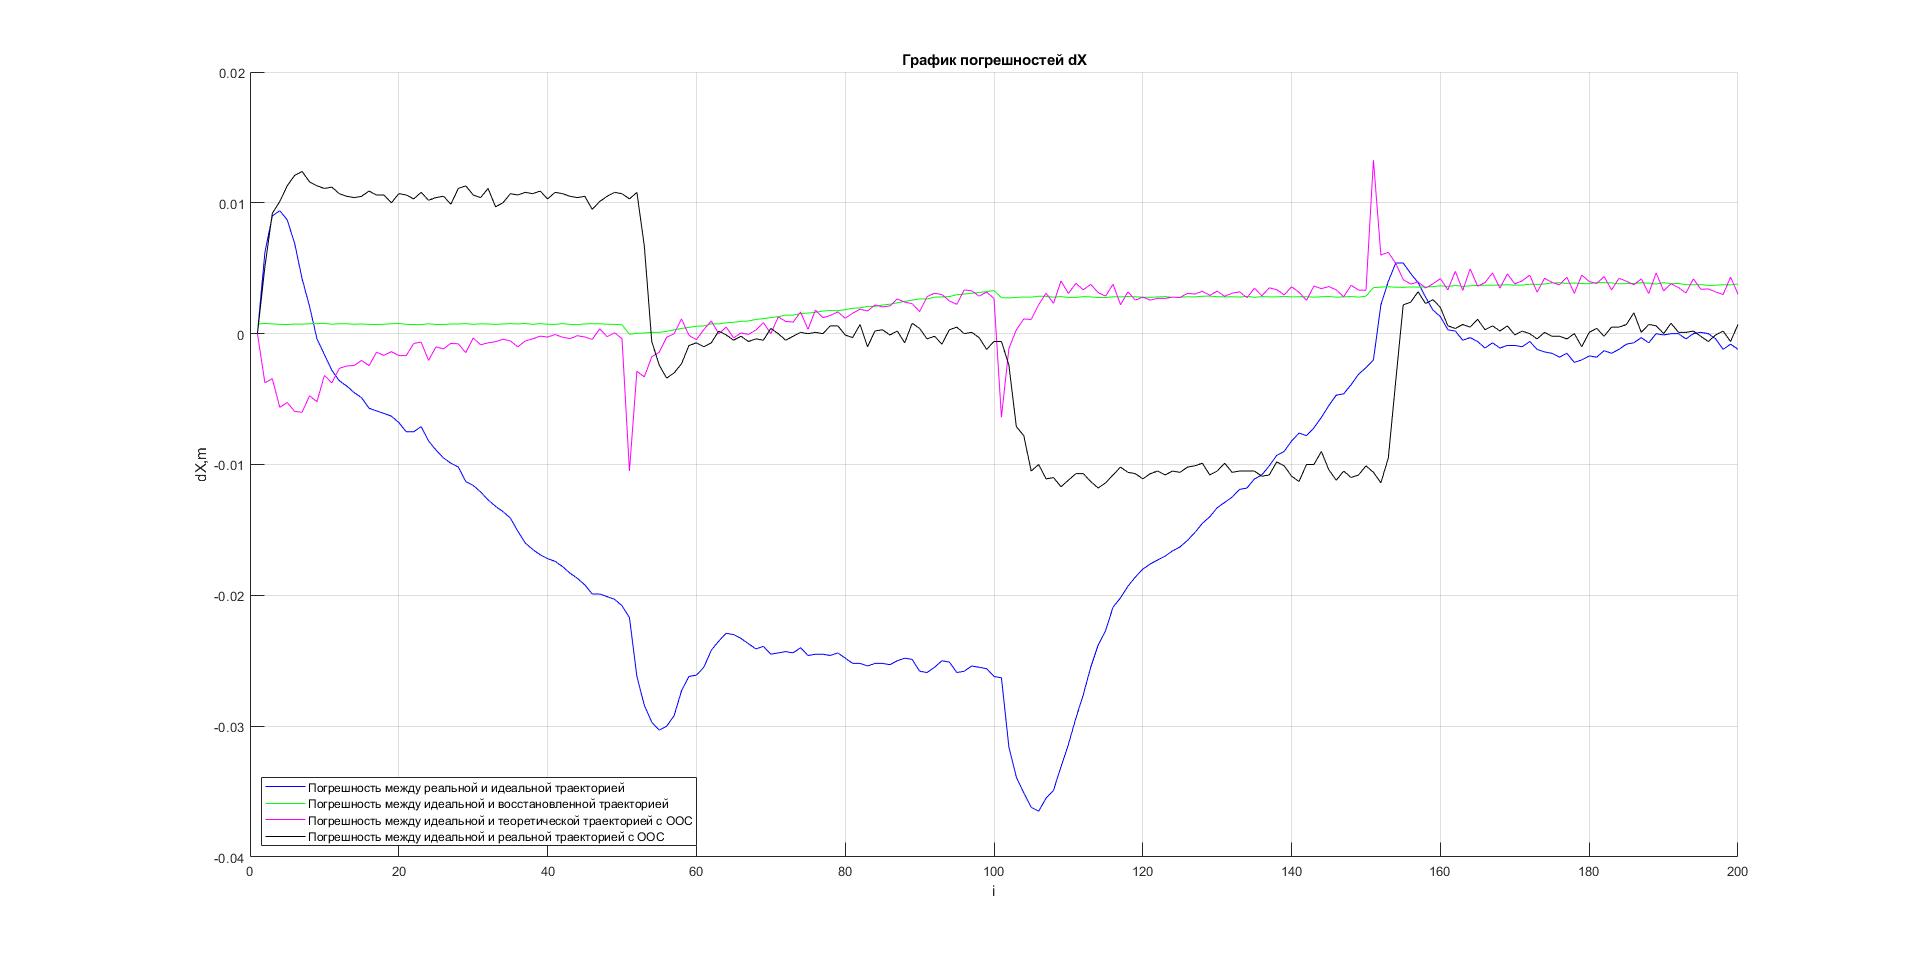 График погрешностей dX
0.02
0.01
0
-0.01
-0.02
-0.03
-0.04
dX,m
Погрешность между реальной и идеальной траекторией
Погрешность между идеальной и восстановленной траекторией
Погрешность между идеальной и теоретической траекторией с ООС
Погрешность между идеальной и реальной траекторией с ООС
0 20 40 60 80 100 120 140 160 180 200
i